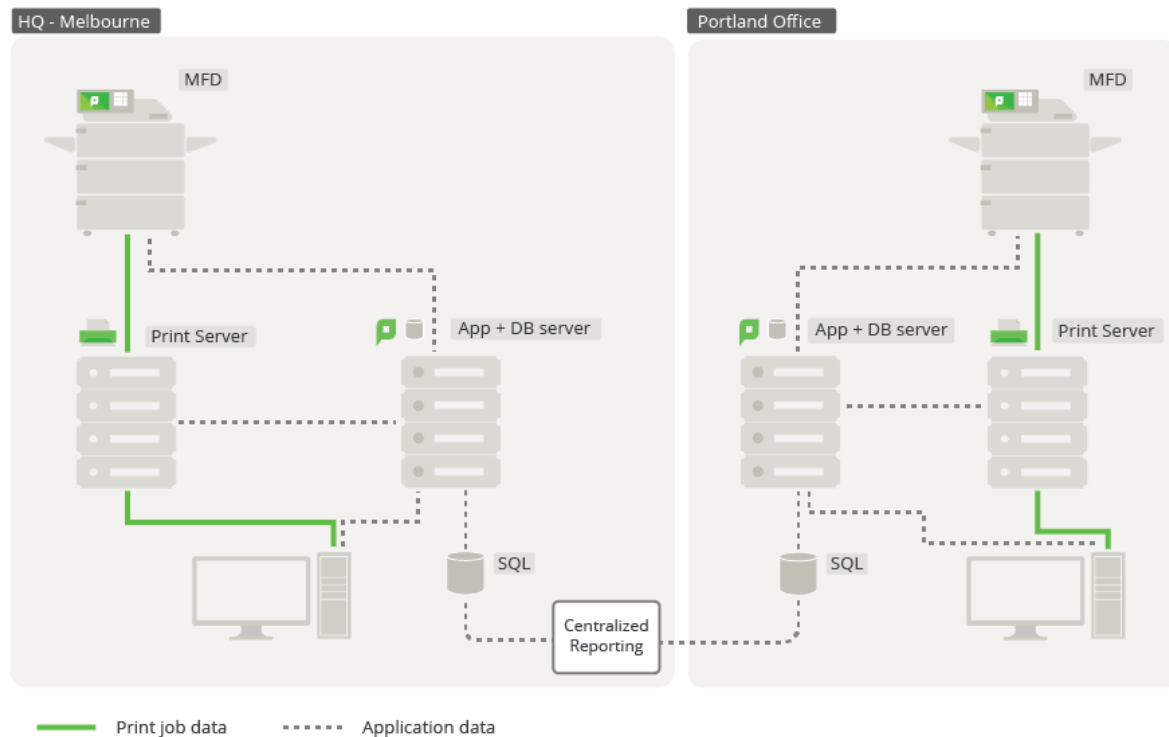 HQ - Melbourne
Portland Office
MFD
MFD
Print Server
App + DB server
App + DB server
Print Server
SQL
SQL
Centralized
Reporting
Print job data
Application data